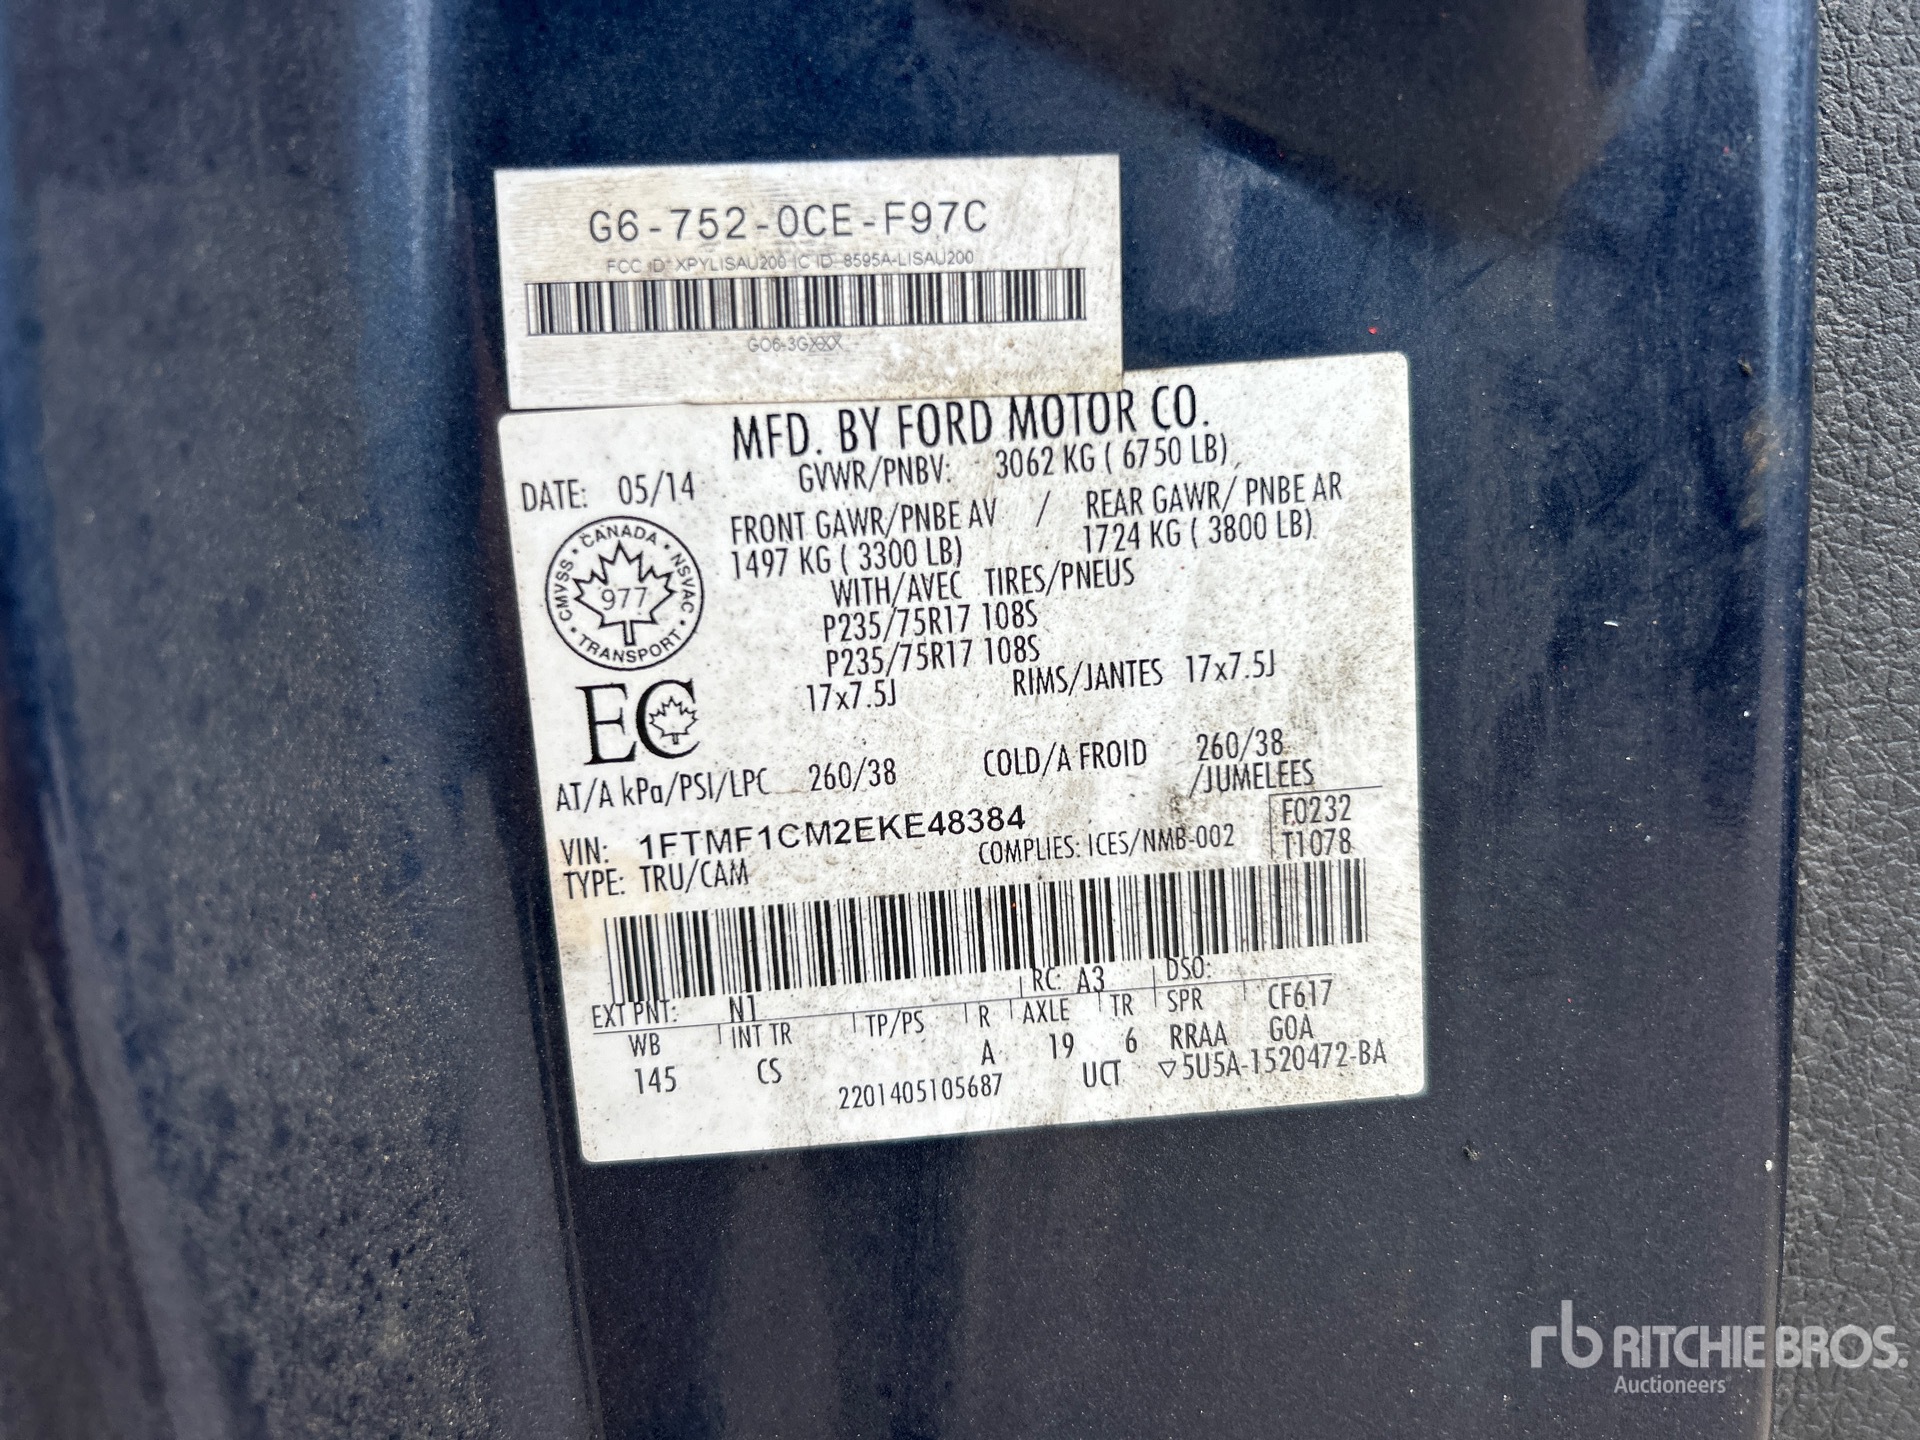 G6-752-0CE-F97C
FCC ID: XPYLISAU200 IC ID: 8595A-LISAU200
GO6-3GXXX
MFD. BY FORD MOTOR CO.
DATE: 05/14
GVWR/PNBV: 3062 KG ( 6750 LB)
FRONT GAWR/PNBE AV / REAR GAWR/ PNBE AR
1497 KG ( 3300 LB) 1724 KG ( 3800 LB)
WITH/AVEC TIRES/PNEUS
P235/75R17 108S
P235/75R17 108S
17x7.5J RIMS/JANTES 17x7.5J
CANADA • NSVAC • TRANSPORT • CMVSS •
977
EC
AT/A kPa/PSI/LPC 260/38 COLD/A FROID 260/38
/JUMELEES
VIN: 1FTMF1CM2EKE48384
F0232
TYPE: TRU/CAM COMPLIES: ICES/NMB-002
T1078
RC: A3 DSO:
EXT PNT: N1 CF617
WB INT TR TP/PS R AXLE TR SPR GOA
145 CS A 19 6 RRAA
2201405105687 UCT ▽5U5A-1520472-BA
rb RITCHIE BROS.
Auctioneers